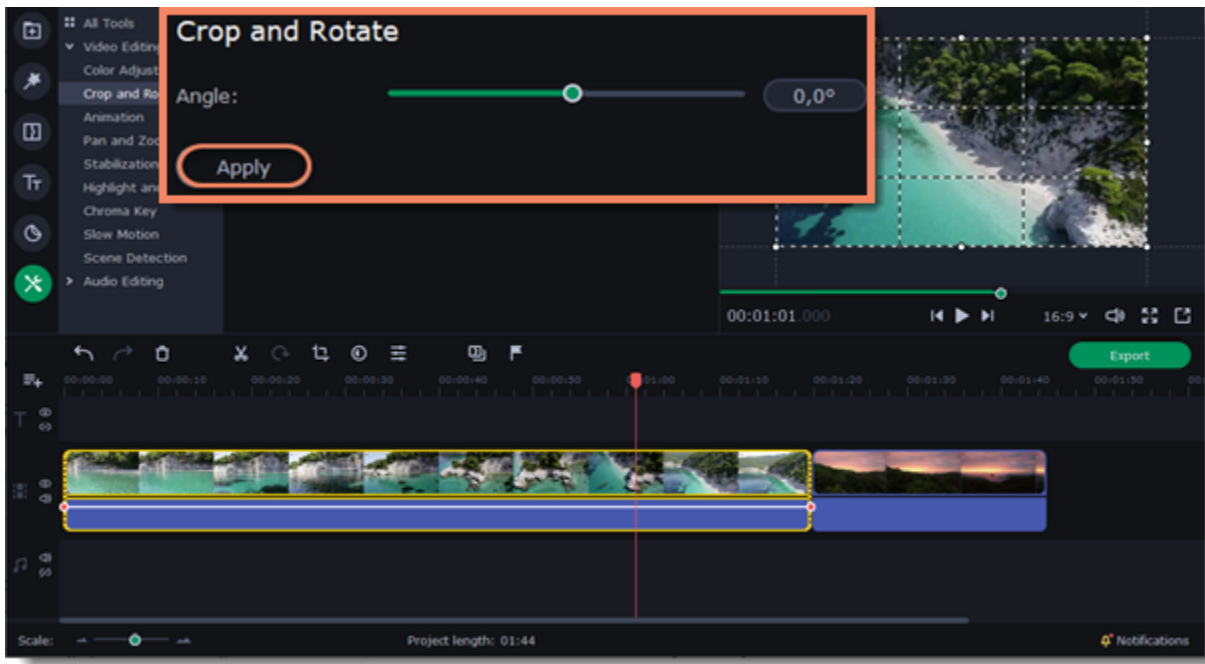 All Tools
Video Editing
Color Adjust
Crop and Ro
Animation
Pan and Zoo
Stabilization
Highlight an
Chroma Key
Slow Motion
Scene Detection
Audio Editing
Crop and Rotate
Angle:
0,0°
Apply
00:01:01.000
16:9
Export
00:00:00 00:00:10 00:00:20 00:00:30 00:00:40 00:00:50 01:00 00:01:10 00:01:20 00:01:30 00:01:40 00:01:50 00:
Scale:
Project length: 01:44
Notifications